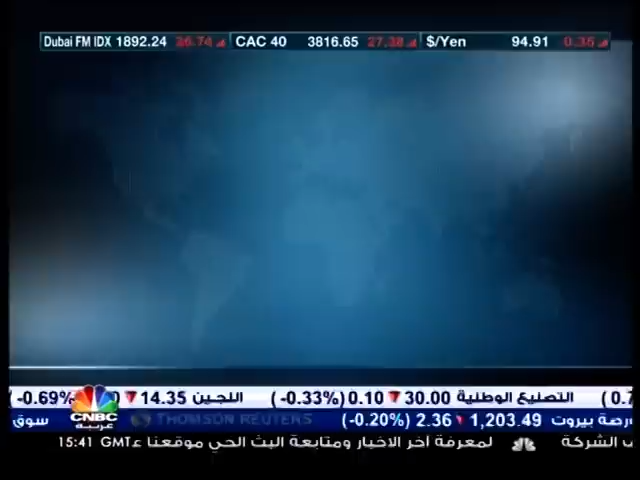 Dubai FM IDX 1892.24 26.74 CAC 40 3816.65 27.38 $/Yen 94.91 0.35
التصنيع الوطنية 30.00 0.10 (-0.33%) اللجين 14.35 (-0.69%)
بيروت 1,203.49 2.36 (-0.20%) THOMSON REUTERS سوق
CNBC
عربية
الشركة لمعرفة آخر الاخبار ومتابعة البث الحي موقعنا GMT 15:41